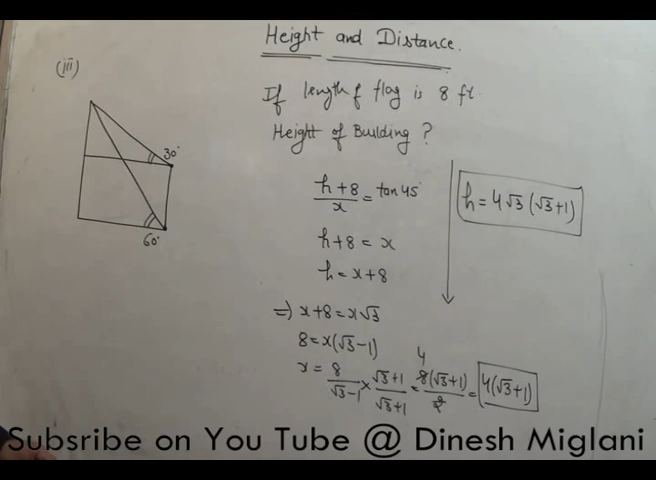 Height and Distance.
(iii)
If length of flag is 8 ft.
Height of Building ?
30°
60°
h+8/x = tan 45
h+8 = x
h = x+8
h = 4√3 (√3+1)
=) x+8 = x√3
8 = x(√3-1)
x = 8/√3-1 × √3+1/√3+1 = 4 8(√3+1)/2 = 4(√3+1)
Subsribe on You Tube @ Dinesh Miglani